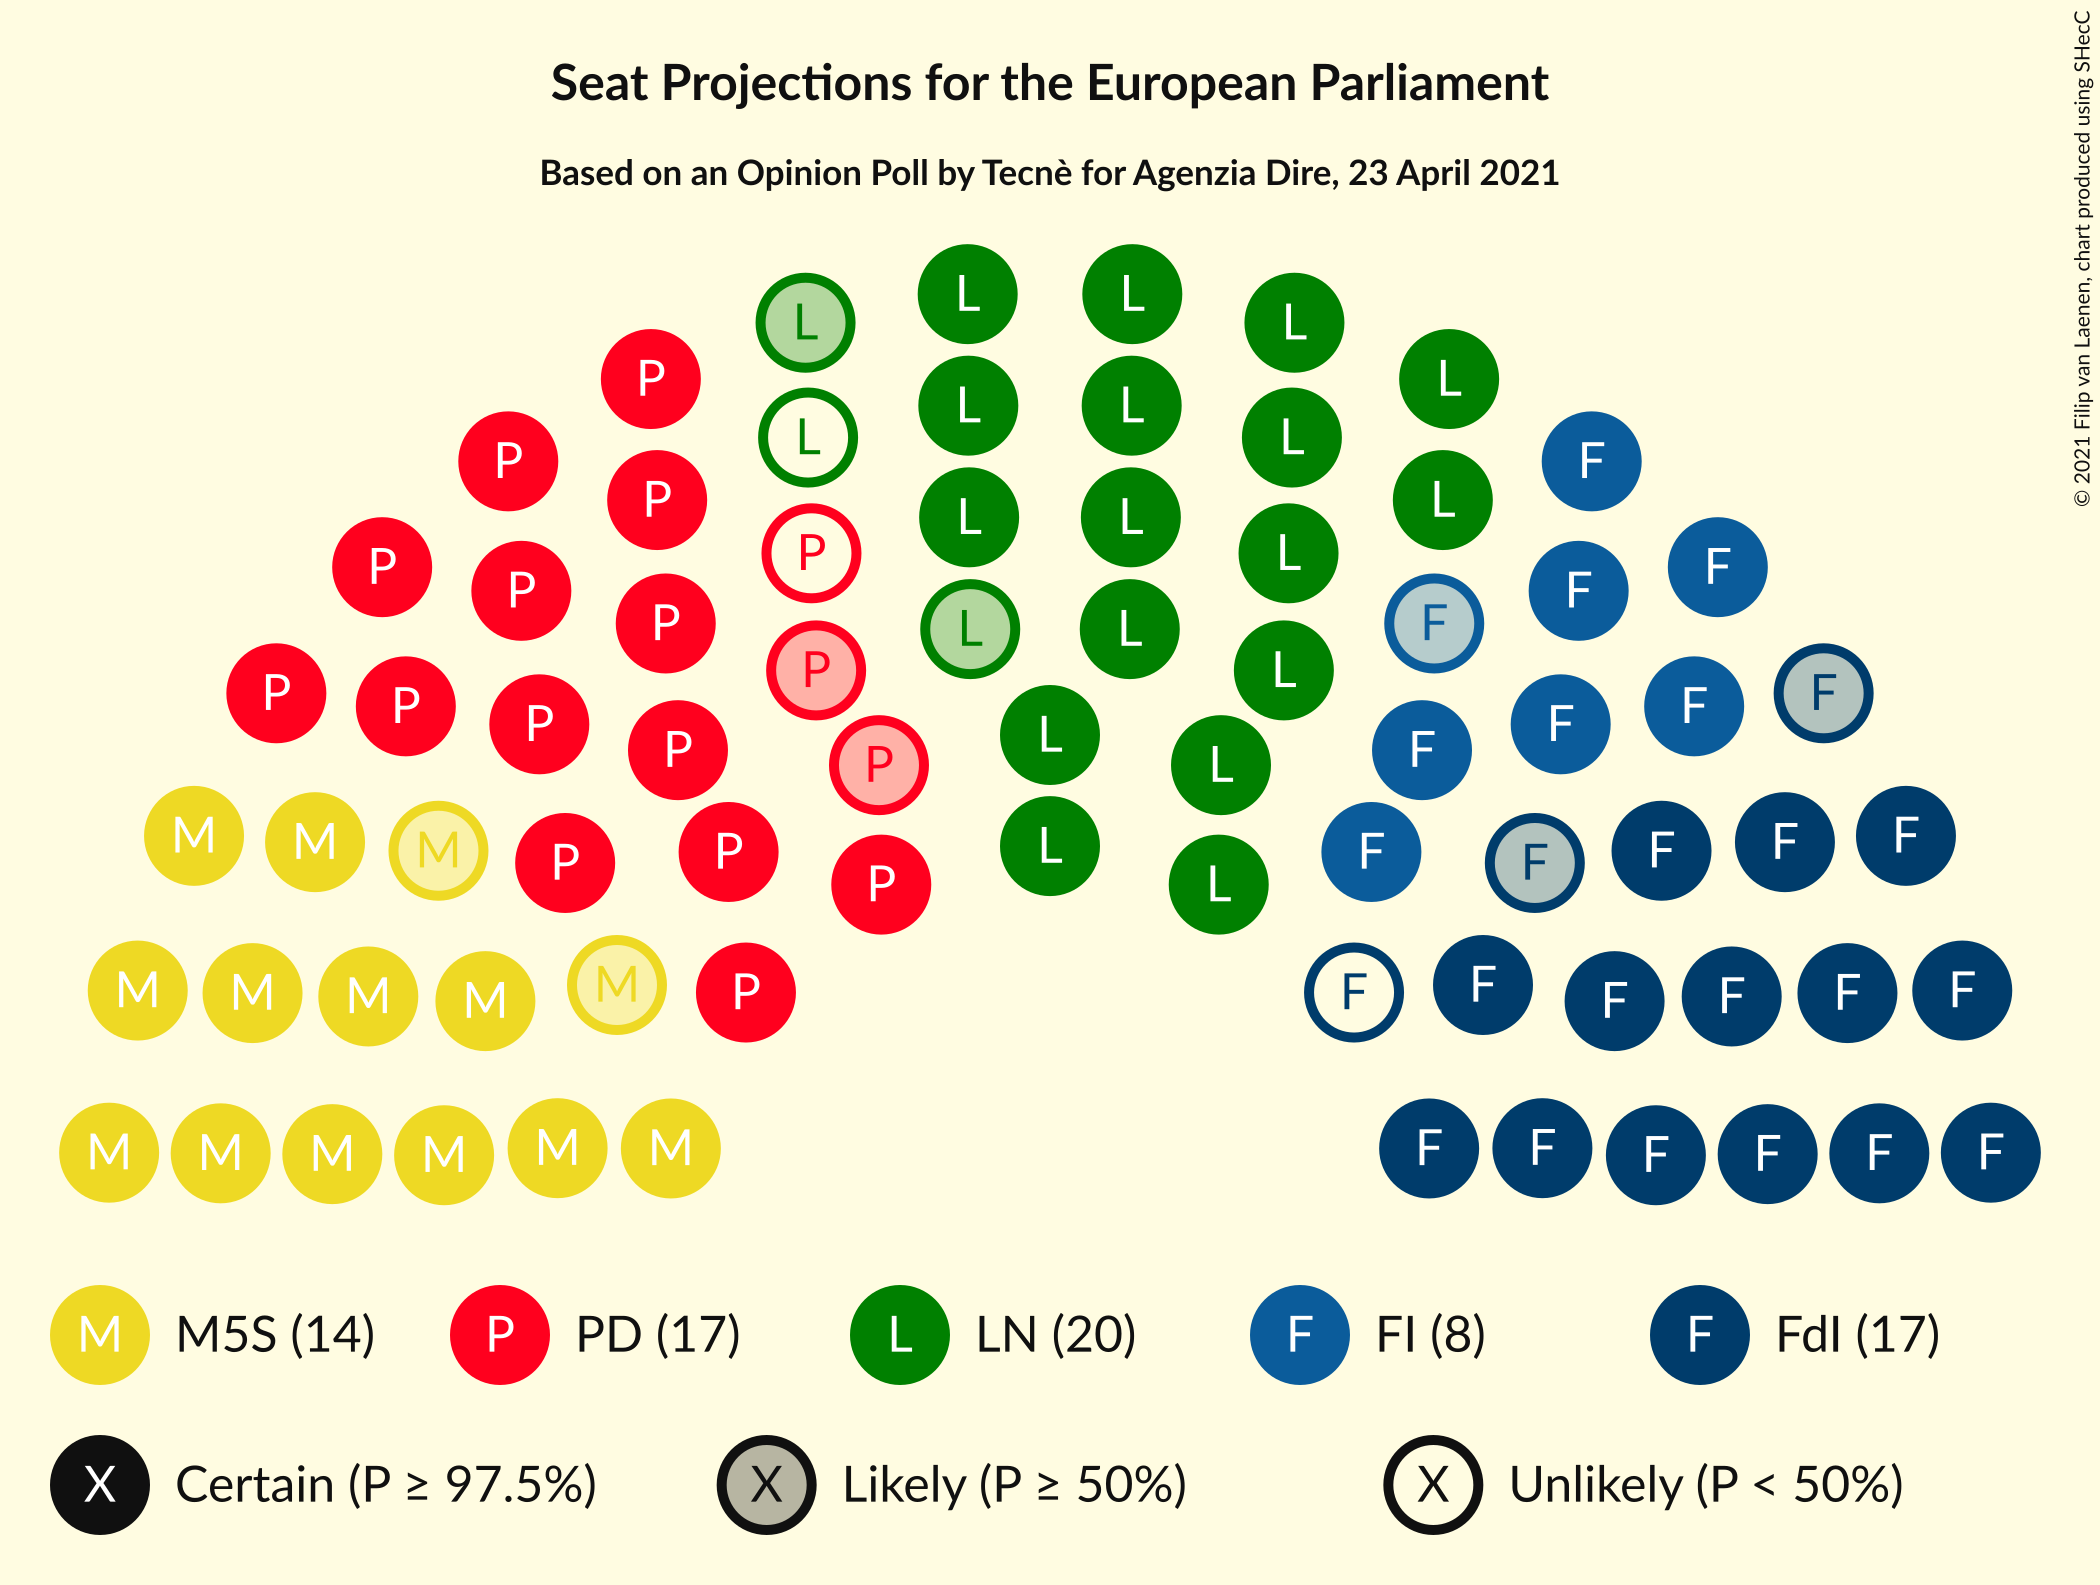 Seat Projections for the European Parliament
Based on an Opinion Poll by Tecnè for Agenzia Dire, 23 April 2021
© 2021 Filip van Laenen, chart produced using SHecC
L L L L
P L
L L L L
P F
P L
P L L L
P F
P F
P L L L
P F
P P F F
P P F F
P L L
P F
M M M P P L F F F F F
P L
M M M M M P F F F F F F
M M M M M M F F F F F F
M M5S (14) P PD (17) L LN (20) F FI (8) F FdI (17)
X Certain (P ≥ 97.5%) X Likely (P ≥ 50%) X Unlikely (P < 50%)